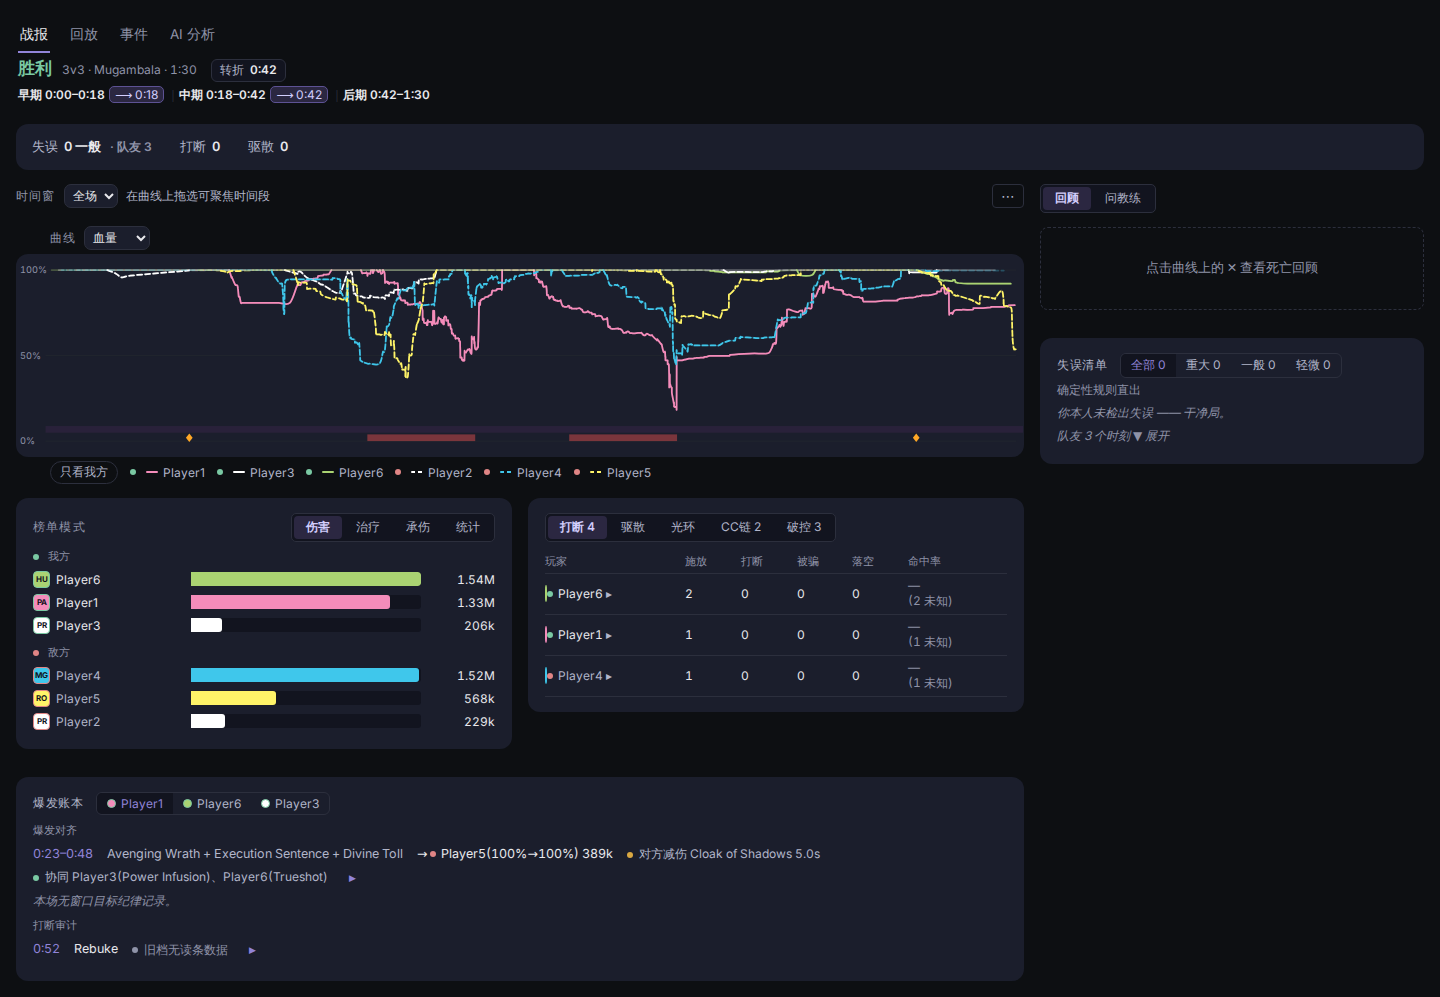 战报 回放 事件 AI 分析
胜利 3v3 · Mugambala · 1:30 转折 0:42
早期 0:00–0:18 ⟶ 0:18 中期 0:18–0:42 ⟶ 0:42 后期 0:42–1:30
失误 0 一般 · 队友 3 打断 0 驱散 0
时间窗 全场 在曲线上拖选可聚焦时间段 ⋯
曲线 血量
100%
50%
0%
只看我方 Player1 Player3 Player6 Player2 Player4 Player5
回顾 问教练
点击曲线上的 ✕ 查看死亡回顾
失误清单 全部 0 重大 0 一般 0 轻微 0
确定性规则直出
你本人未检出失误 —— 干净局。
队友 3 个时刻 ▼ 展开
榜单模式 伤害 治疗 承伤 统计
我方
HU Player6 1.54M
PA Player1 1.33M
PR Player3 206k
敌方
MG Player4 1.52M
RO Player5 568k
PR Player2 229k
打断 4 驱散 光环 CC链 2 破控 3
玩家 施放 打断 被骗 落空 命中率
Player6 ▸ 2 0 0 0 —
(2 未知)
Player1 ▸ 1 0 0 0 —
(1 未知)
Player4 ▸ 1 0 0 0 —
(1 未知)
爆发账本 Player1 Player6 Player3
爆发对齐
0:23–0:48 Avenging Wrath + Execution Sentence + Divine Toll → Player5(100%→100%) 389k 对方减伤 Cloak of Shadows 5.0s
协同 Player3(Power Infusion)、Player6(Trueshot) ▸
本场无窗口目标纪律记录。
打断审计
0:52 Rebuke 旧档无读条数据 ▸